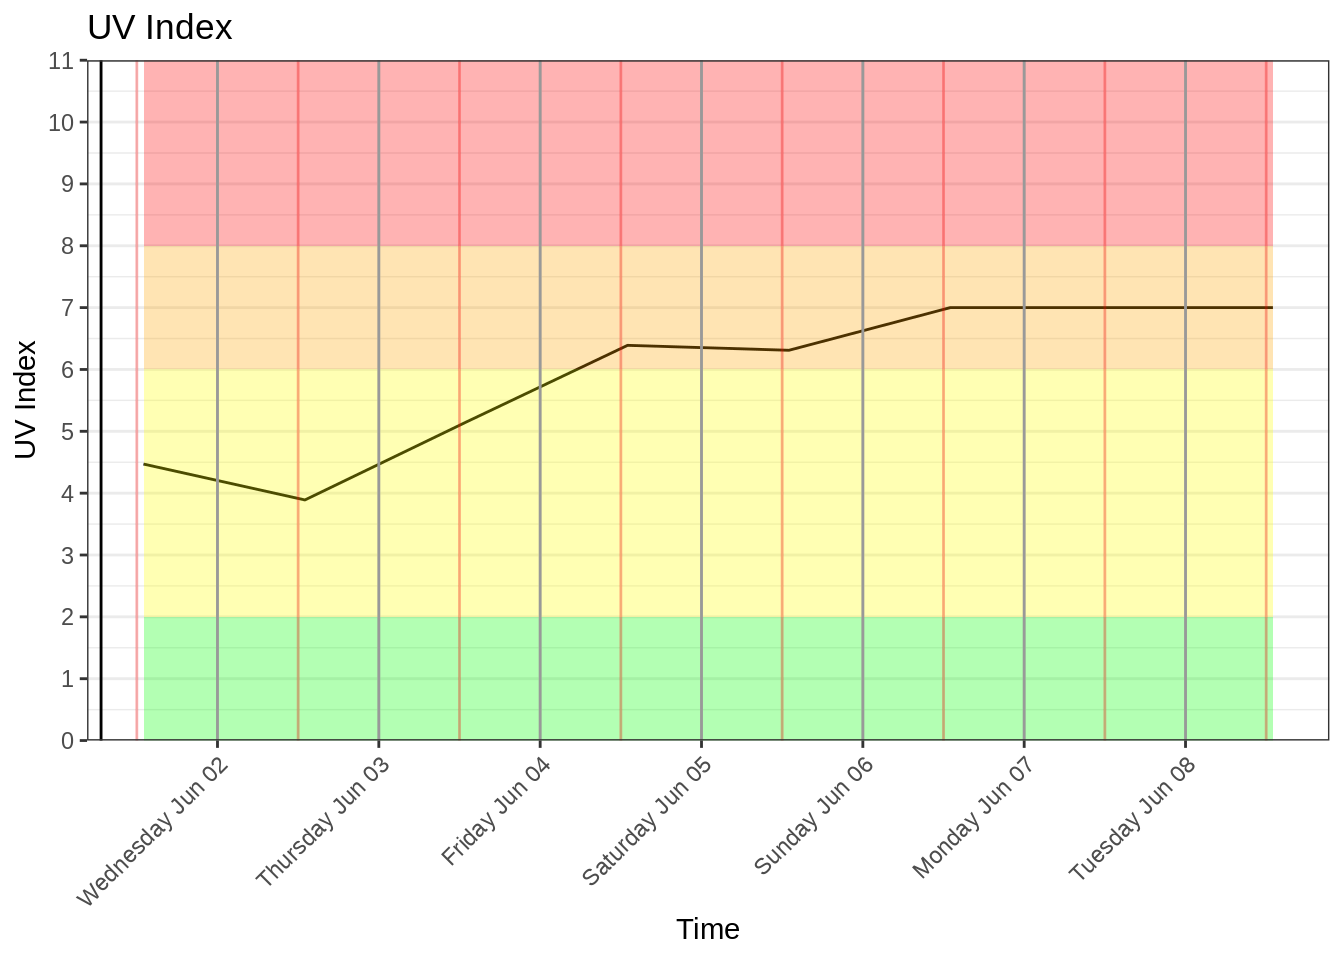 UV Index
11
10
9
8
7
6
5
4
3
2
1
0
UV Index
Wednesday Jun 02
Thursday Jun 03
Friday Jun 04
Saturday Jun 05
Sunday Jun 06
Monday Jun 07
Tuesday Jun 08
Time